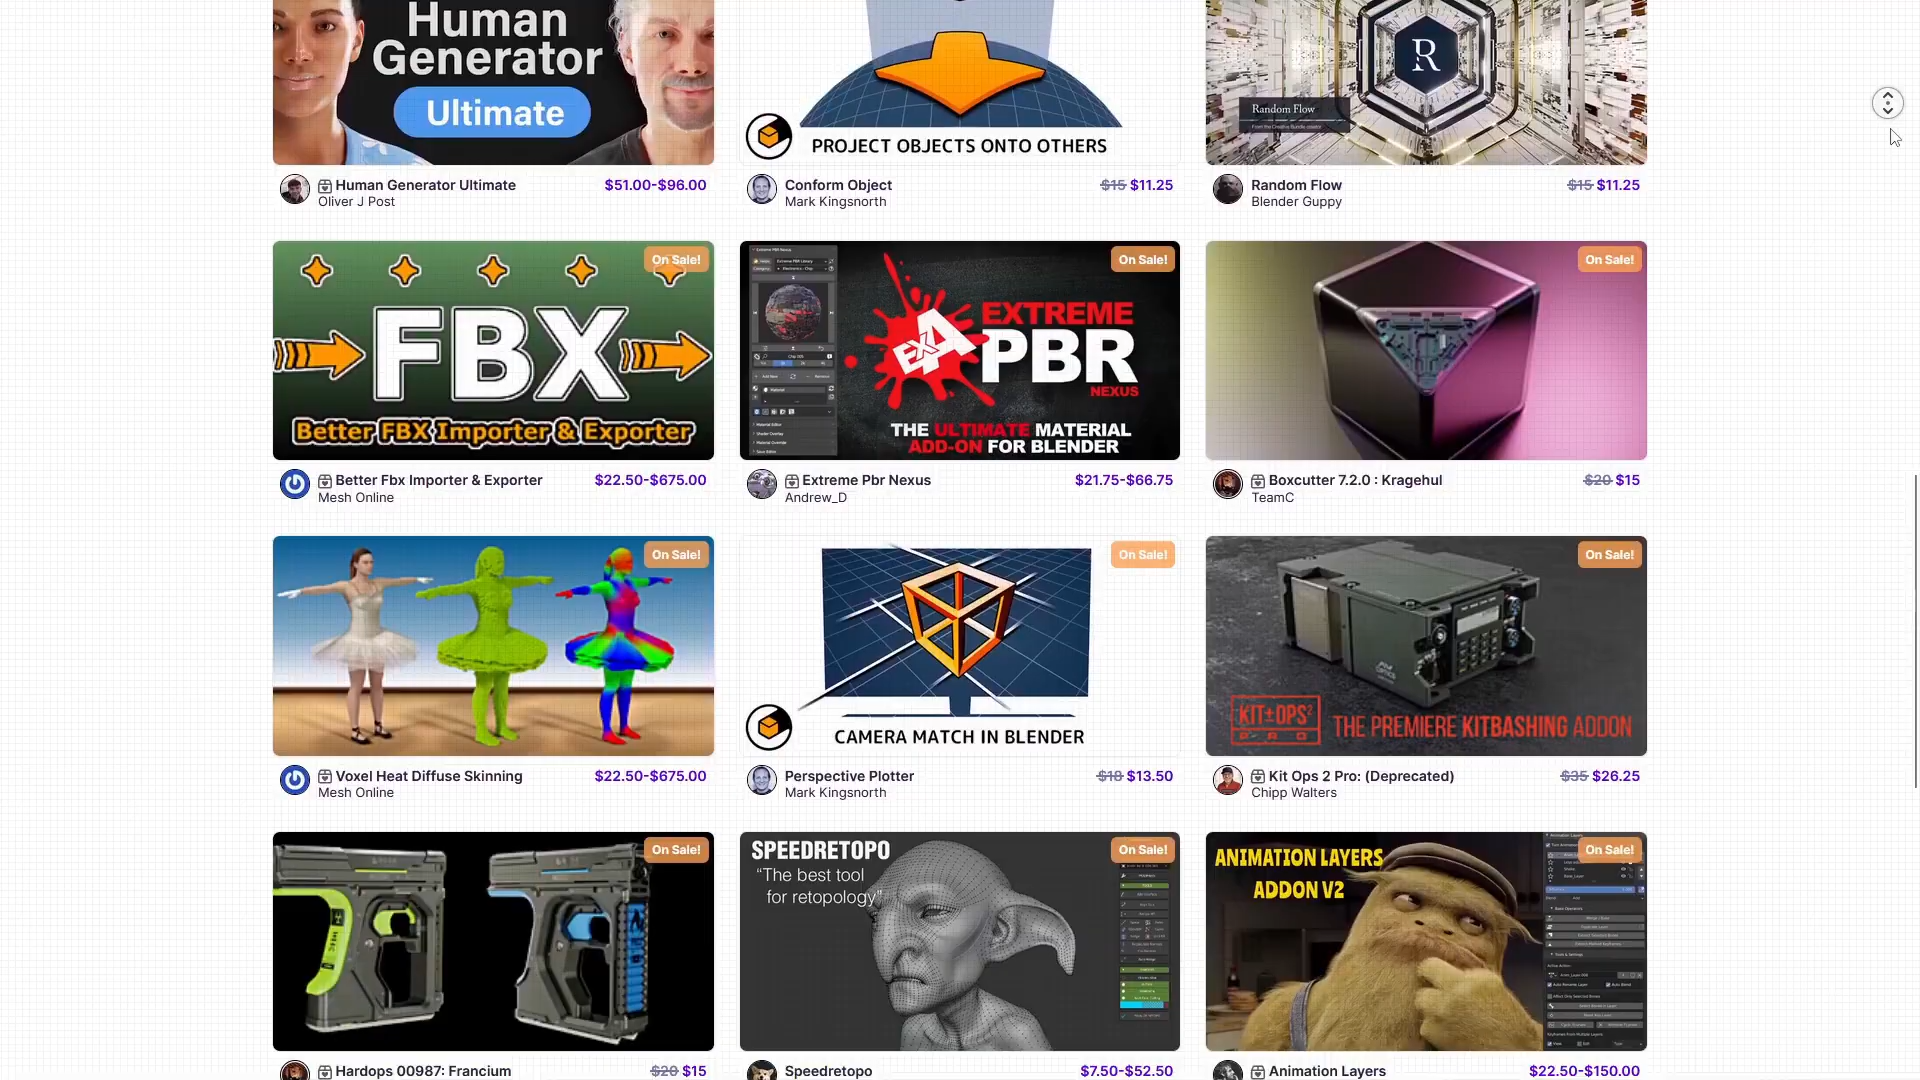 Human
Generator
Ultimate
PROJECT OBJECTS ONTO OTHERS
R
Random Flow
Human Generator Ultimate
$51.00-$96.00
Oliver J Post
Conform Object
$15 $11.25
Mark Kingsnorth
Random Flow
$15 $11.25
Blender Guppy
On Sale!
FBX
Better FBX Importer & Exporter
On Sale!
EXTREME
PBR
NEXUS
THE ULTIMATE MATERIAL
ADD-ON FOR BLENDER
On Sale!
Better Fbx Importer & Exporter
$22.50-$675.00
Mesh Online
Extreme Pbr Nexus
$21.75-$66.75
Andrew_D
Boxcutter 7.2.0 : Kragehul
$20 $15
TeamC
On Sale!
On Sale!
CAMERA MATCH IN BLENDER
On Sale!
KIT±OPS²
PRO
THE PREMIERE KITBASHING ADDON
Voxel Heat Diffuse Skinning
$22.50-$675.00
Mesh Online
Perspective Plotter
$18 $13.50
Mark Kingsnorth
Kit Ops 2 Pro: (Deprecated)
$35 $26.25
Chipp Walters
On Sale!
SPEEDRETOPO
“The best tool
for retopology”
On Sale!
ANIMATION LAYERS
ADDON V2
On Sale!
Hardops 00987: Francium
$20 $15
Speedretopo
$7.50-$52.50
Animation Layers
$22.50-$150.00